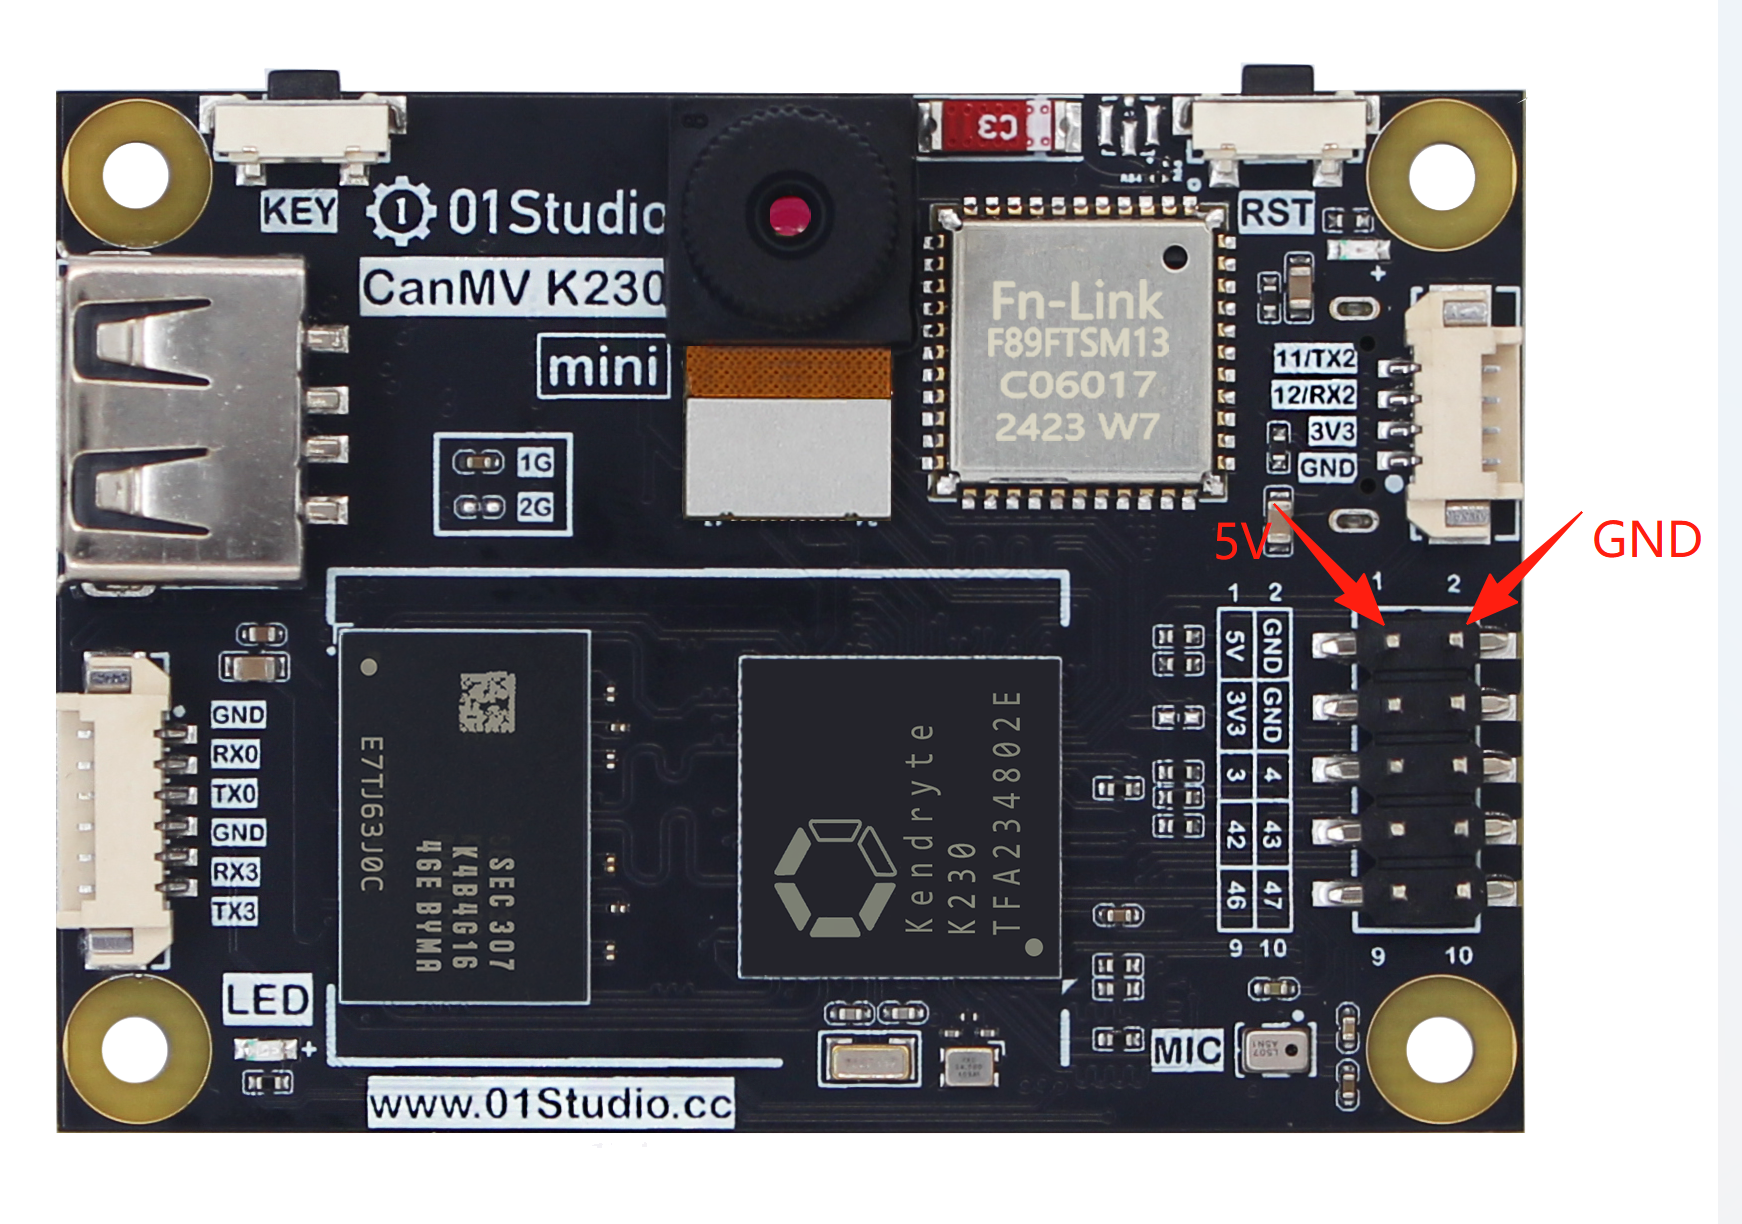 C3
KEY
01Studio
RST
CanMV K230
mini
Fn-Link
F89FTSM13
C06017
2423 W7
11/TX2
12/RX2
3V3
GND
1G
2G
5V
GND
1 2
1 2
5V GND
3V3 GND
3 4
42 43
46 47
9 10
9 10
GND
RX0
TX0
GND
RX3
TX3
E7TJ63J0C
SEC 307
K4B4G16
46E BYMA
Kendryte
K230
TFA234802E
LED
+
+
MIC
L507
A5N1
www.01Studio.cc